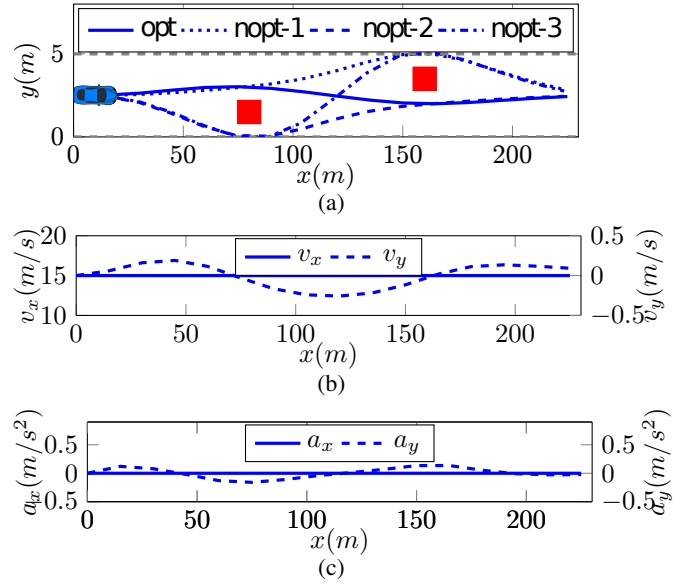 opt nopt-1 nopt-2 nopt-3
y(m)
5
0
0 50 100 150 200
x(m)
(a)
v_x(m/s)
20
15
10
v_x v_y
0.5
0
−0.5
v_y(m/s)
0 50 100 150 200
x(m)
(b)
a_x(m/s²)
0.5
0
0.5
a_x a_y
0.5
0
−0.5
a_y(m/s²)
0 50 100 150 200
x(m)
(c)